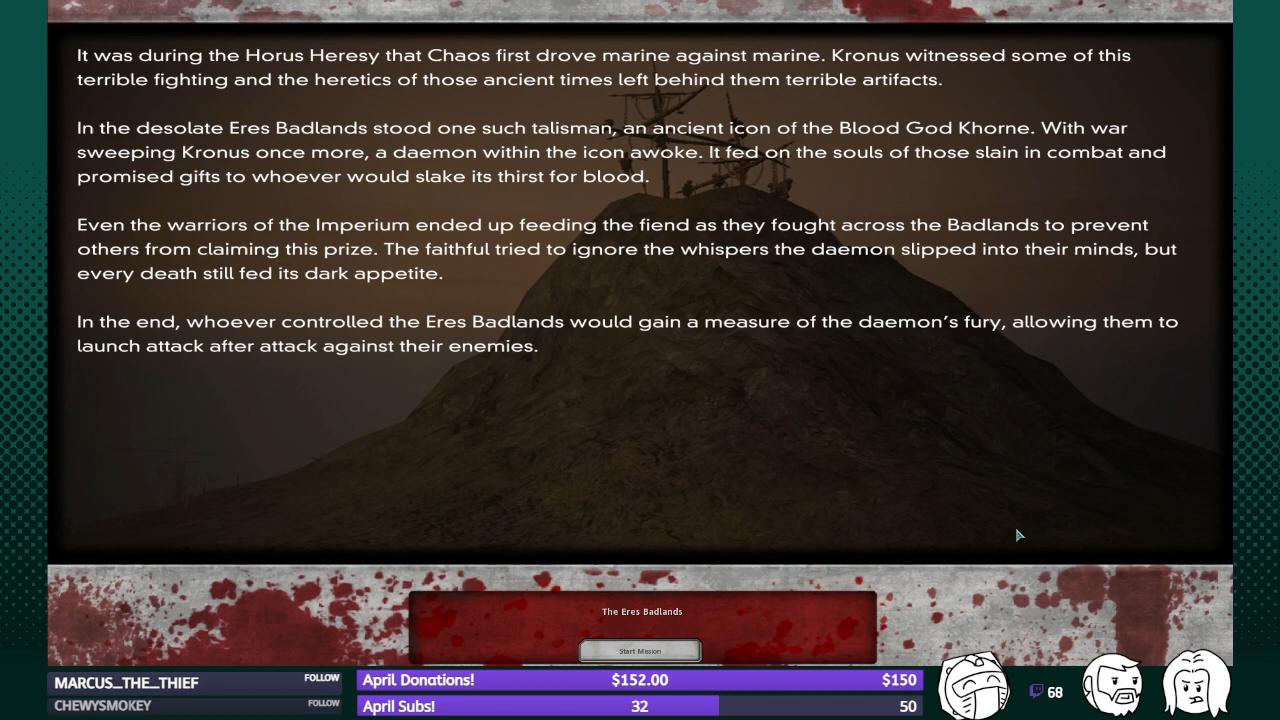 It was during the Horus Heresy that Chaos first drove marine against marine. Kronus witnessed some of this
terrible fighting and the heretics of those ancient times left behind them terrible artifacts.
In the desolate Eres Badlands stood one such talisman, an ancient icon of the Blood God Khorne. With war
sweeping Kronus once more, a daemon within the icon awoke. It fed on the souls of those slain in combat and
promised gifts to whoever would slake its thirst for blood.
Even the warriors of the Imperium ended up feeding the fiend as they fought across the Badlands to prevent
others from claiming this prize. The faithful tried to ignore the whispers the daemon slipped into their minds, but
every death still fed its dark appetite.
In the end, whoever controlled the Eres Badlands would gain a measure of the daemon's fury, allowing them to
launch attack after attack against their enemies.
The Eres Badlands
Start Mission
MARCUS_THE_THIEF FOLLOW
CHEWYSMOKEY FOLLOW
April Donations! $152.00 $150
April Subs! 32 50
68